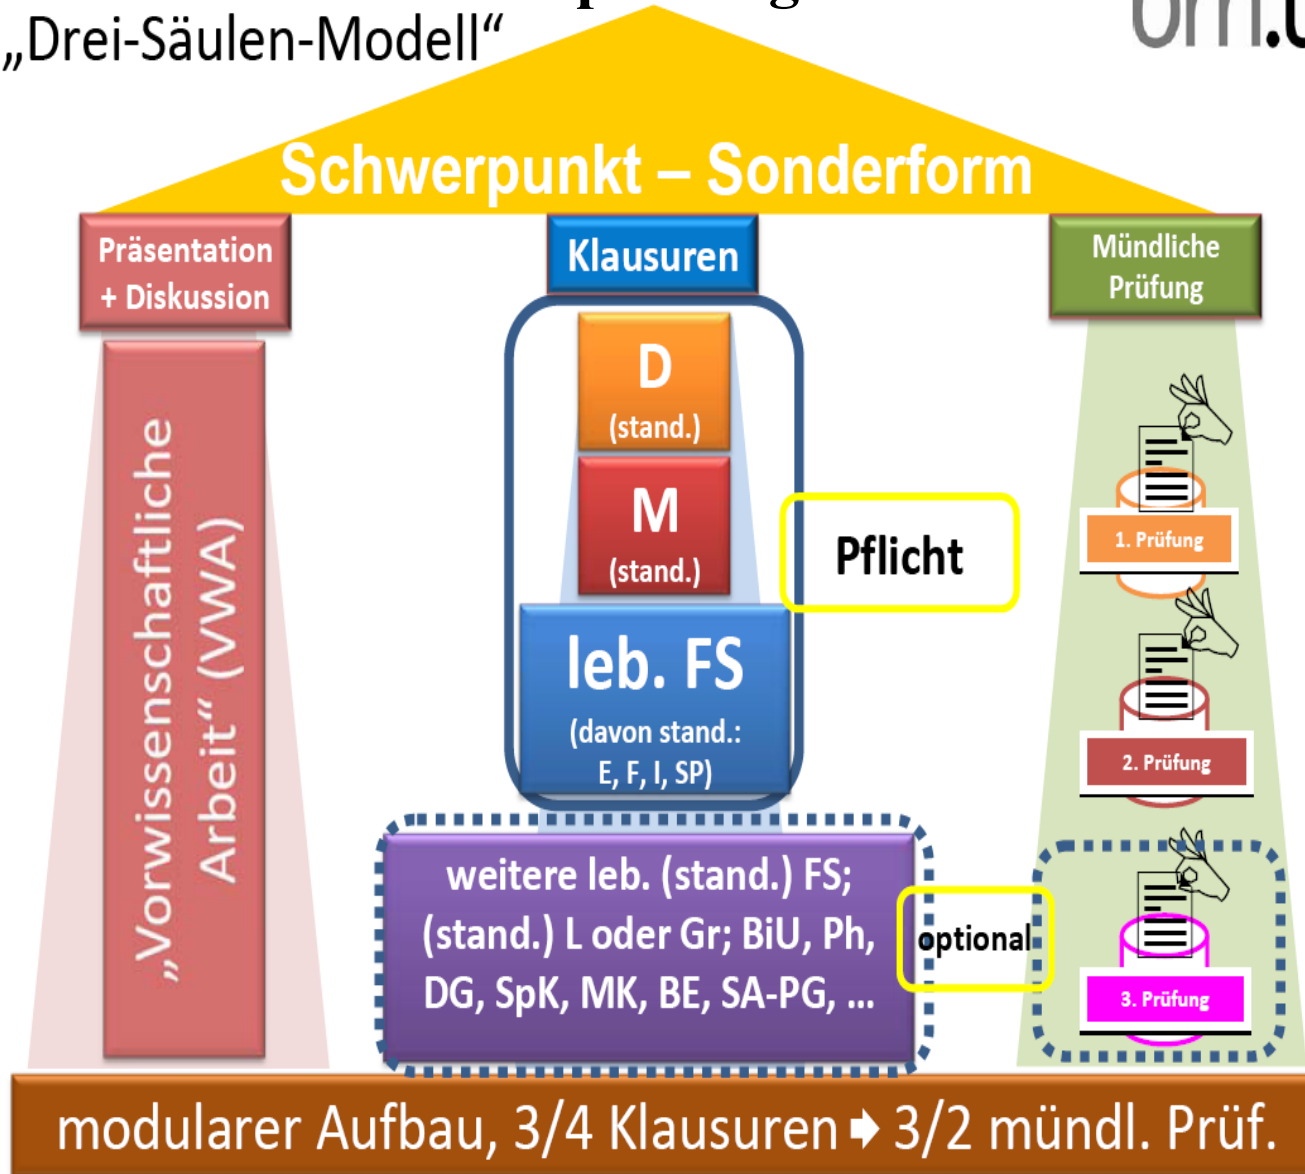 „Drei-Säulen-Modell“
Schwerpunkt – Sonderform
Präsentation
+ Diskussion
„Vorwissenschaftliche
Arbeit“ (VWA)
Klausuren
D
(stand.)
M
(stand.)
leb. FS
(davon stand.:
E, F, I, SP)
Pflicht
weitere leb. (stand.) FS;
(stand.) L oder Gr; BiU, Ph,
DG, SpK, MK, BE, SA-PG, ...
optional
Mündliche
Prüfung
1. Prüfung
2. Prüfung
3. Prüfung
modularer Aufbau, 3/4 Klausuren 🡆 3/2 mündl. Prüf.